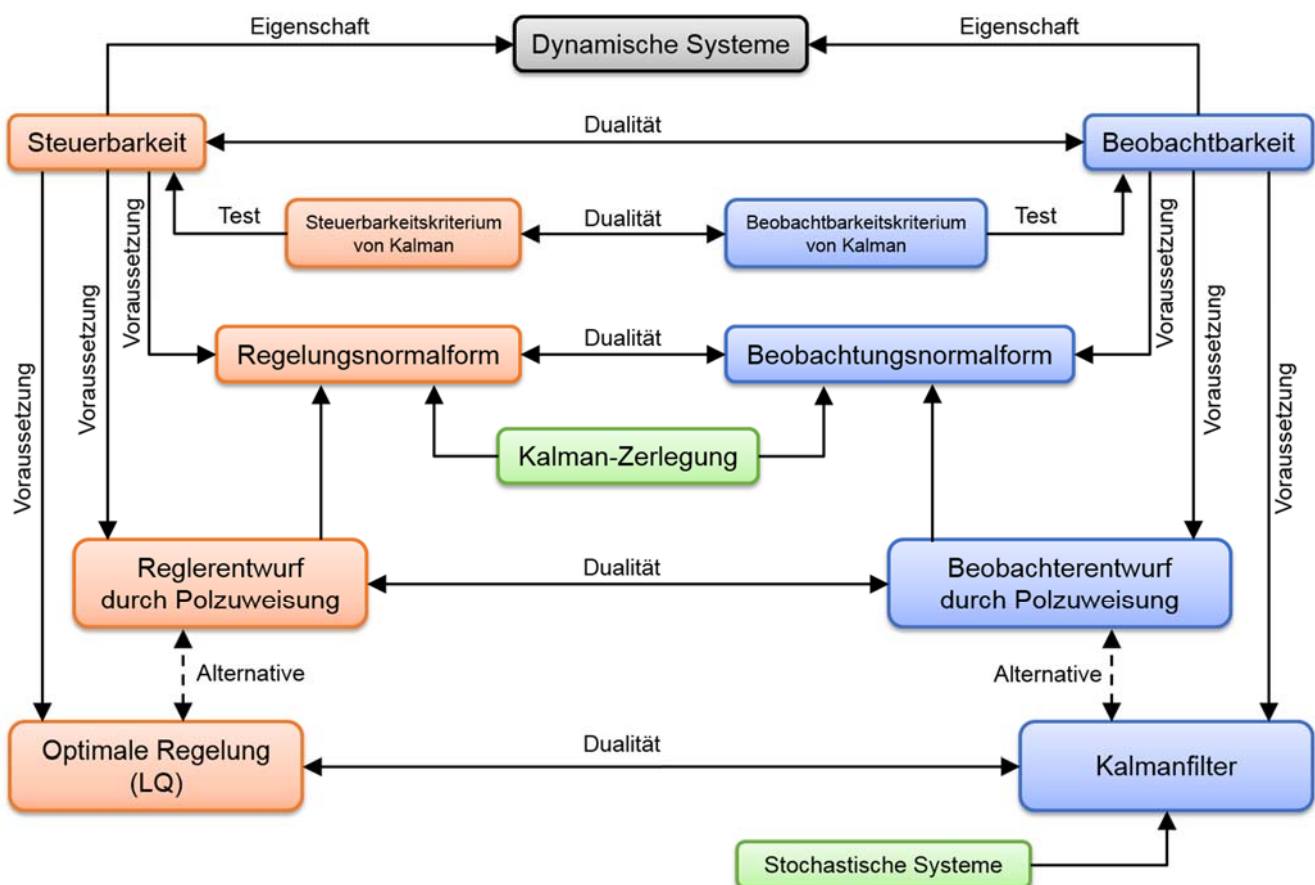 Eigenschaft
Dynamische Systeme
Eigenschaft
Steuerbarkeit
Dualität
Beobachtbarkeit
Test
Steuerbarkeitskriterium
von Kalman
Dualität
Beobachtbarkeitskriterium
von Kalman
Test
Voraussetzung
Voraussetzung
Voraussetzung
Voraussetzung
Voraussetzung
Voraussetzung
Regelungsnormalform
Dualität
Beobachtungsnormalform
Kalman-Zerlegung
Reglerentwurf
durch Polzuweisung
Dualität
Beobachterentwurf
durch Polzuweisung
Alternative
Alternative
Optimale Regelung
(LQ)
Dualität
Kalmanfilter
Stochastische Systeme